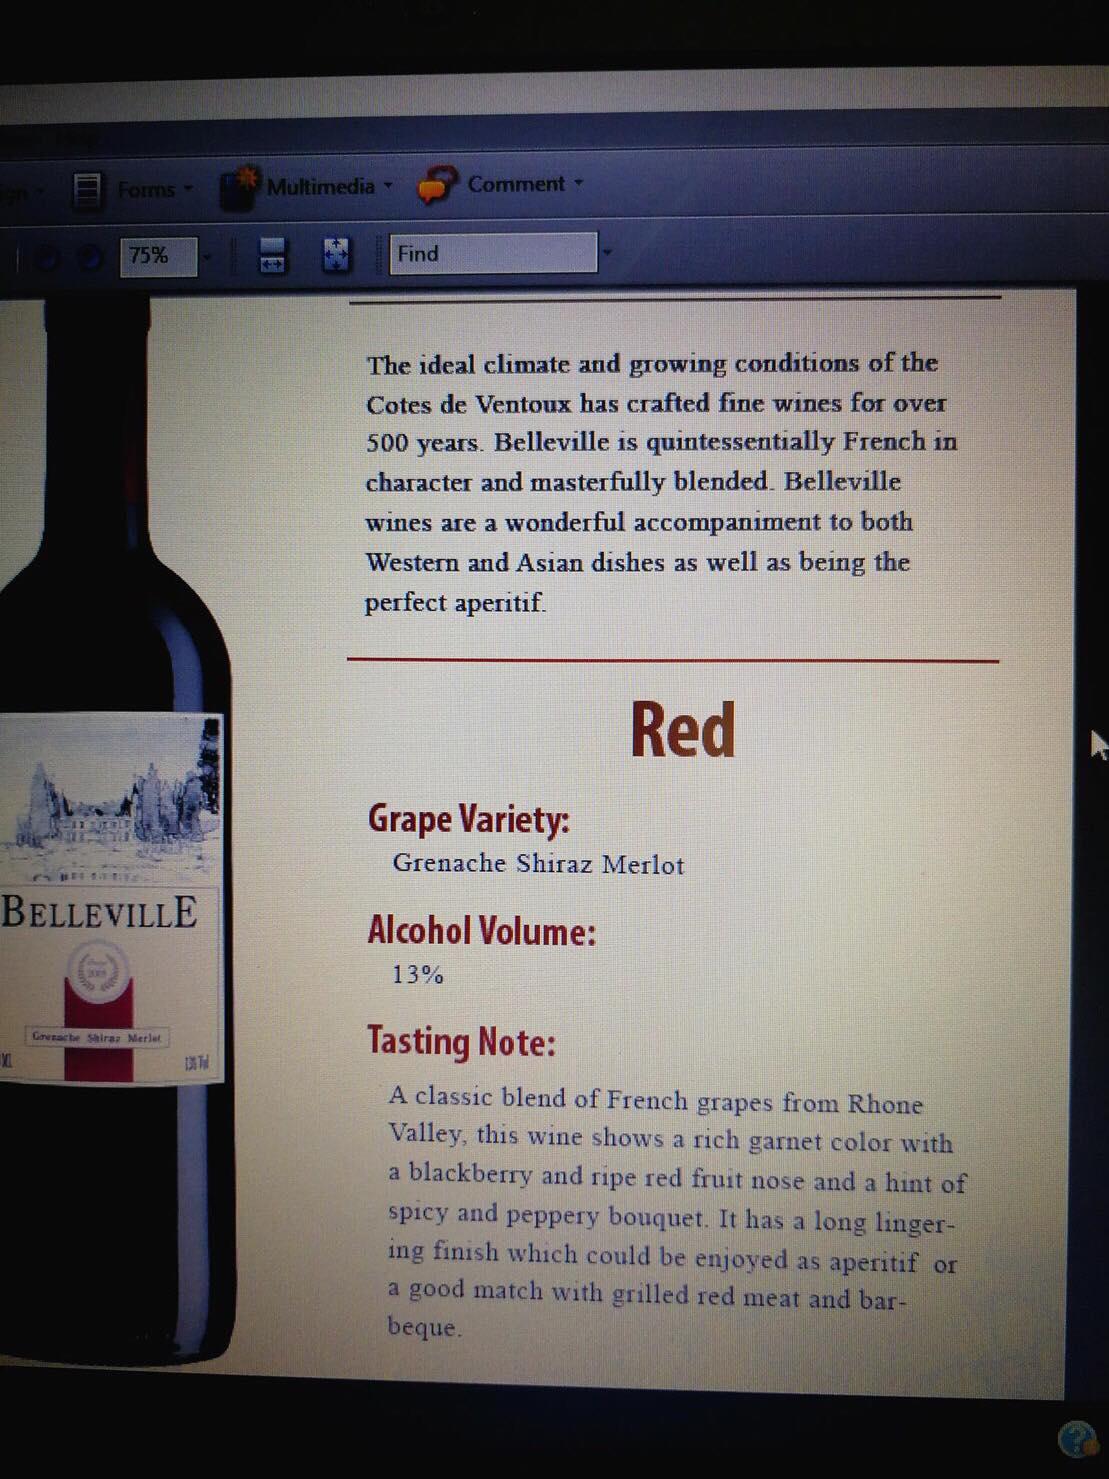 Forms
Multimedia
Comment
75%
Find
The ideal climate and growing conditions of the
Cotes de Ventoux has crafted fine wines for over
500 years. Belleville is quintessentially French in
character and masterfully blended. Belleville
wines are a wonderful accompaniment to both
Western and Asian dishes as well as being the
perfect aperitif.
Red
Grape Variety:
Grenache Shiraz Merlot
Alcohol Volume:
13%
Tasting Note:
A classic blend of French grapes from Rhone
Valley, this wine shows a rich garnet color with
a blackberry and ripe red fruit nose and a hint of
spicy and peppery bouquet. It has a long linger-
ing finish which could be enjoyed as aperitif or
a good match with grilled red meat and bar-
beque.
BELLEVILLE
Grenache Shiraz Merlot